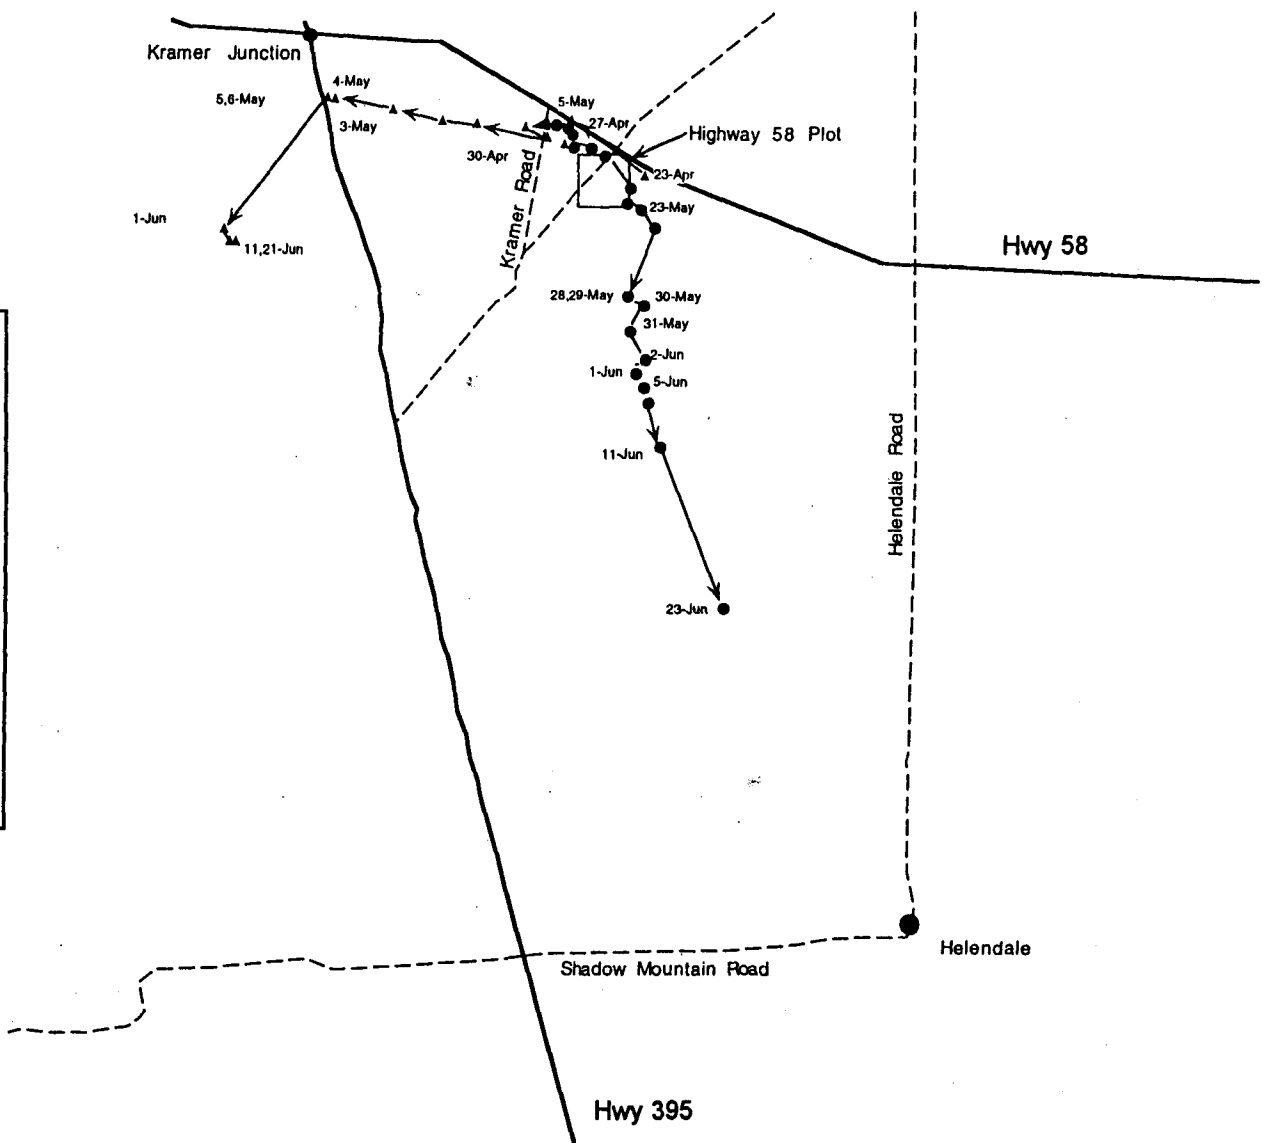 Kramer Junction
4-May
5,6-May
3-May
5-May
27-Apr
Highway 58 Plot
30-Apr
Kramer Road
23-Apr
1-Jun
11,21-Jun
23-May
Hwy 58
28,29-May
30-May
31-May
2-Jun
1-Jun
5-Jun
11-Jun
Helendale Road
23-Jun
Helendale
Shadow Mountain Road
Hwy 395